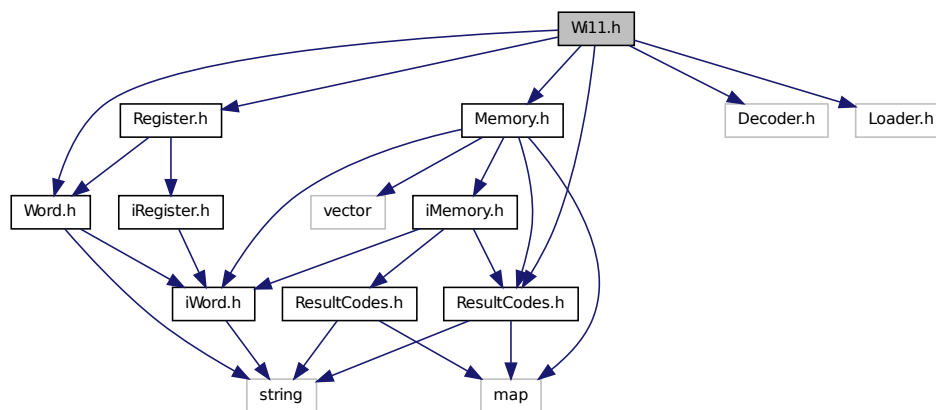 Wi11.h
Register.h
Memory.h
Decoder.h
Loader.h
Word.h
iRegister.h
vector
iMemory.h
iWord.h
ResultCodes.h
ResultCodes.h
string
map